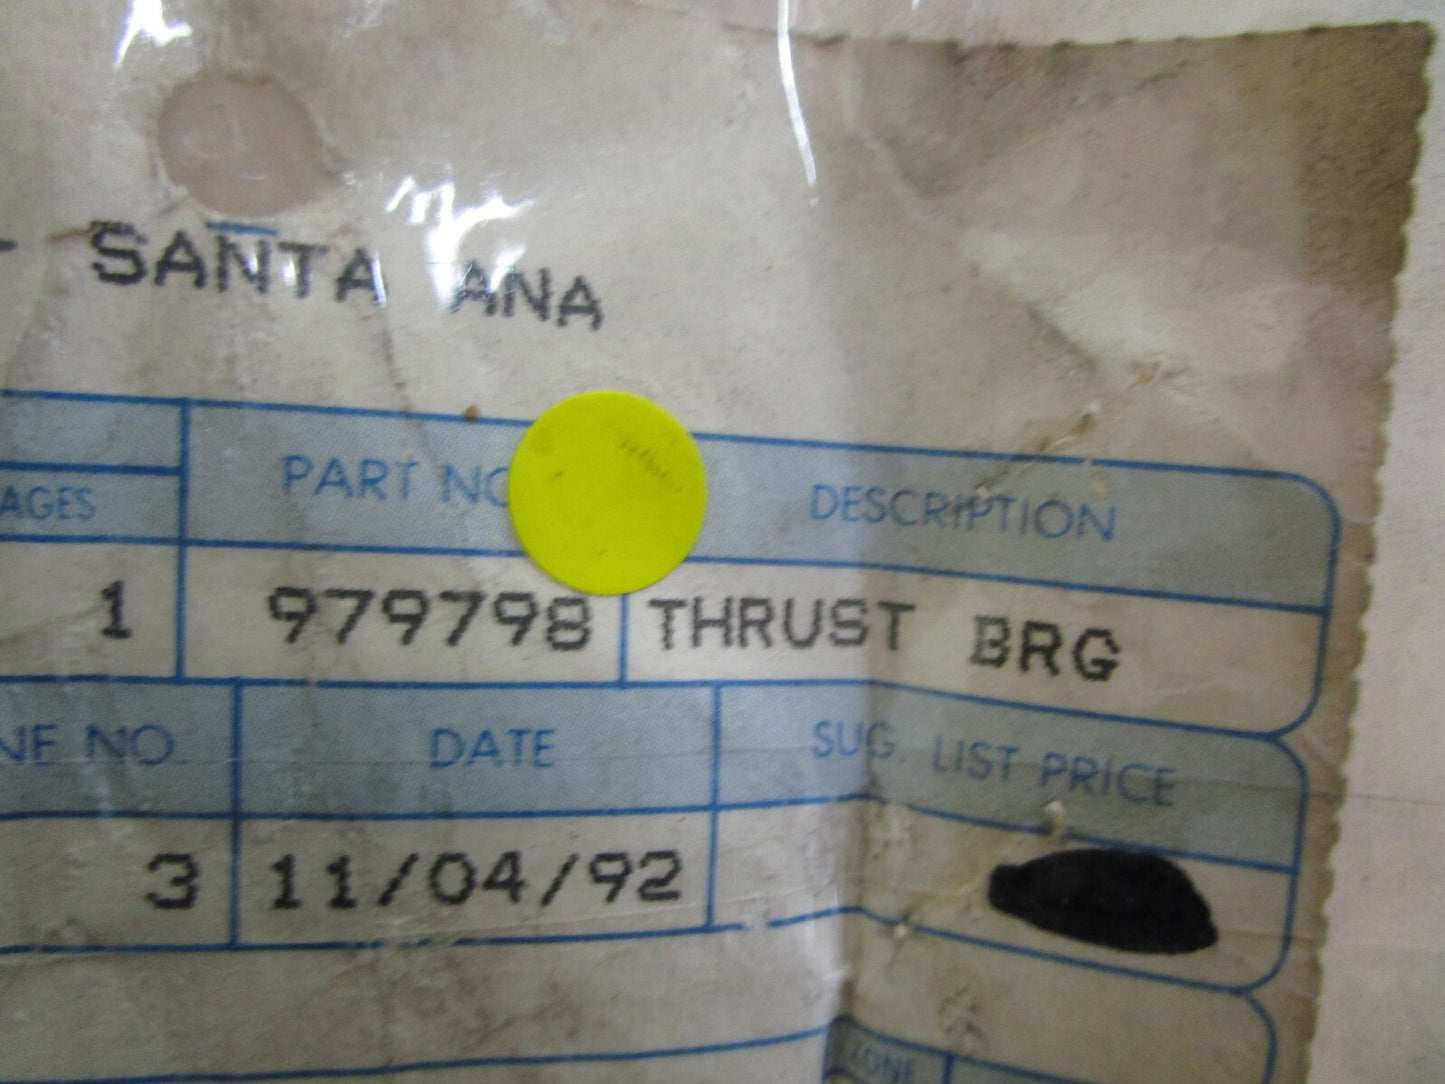 SANTA ANA
AGES PART NO DESCRIPTION
1 979798 THRUST BRG
NE NO DATE SUG. LIST PRICE
3 11/04/92
ZONE